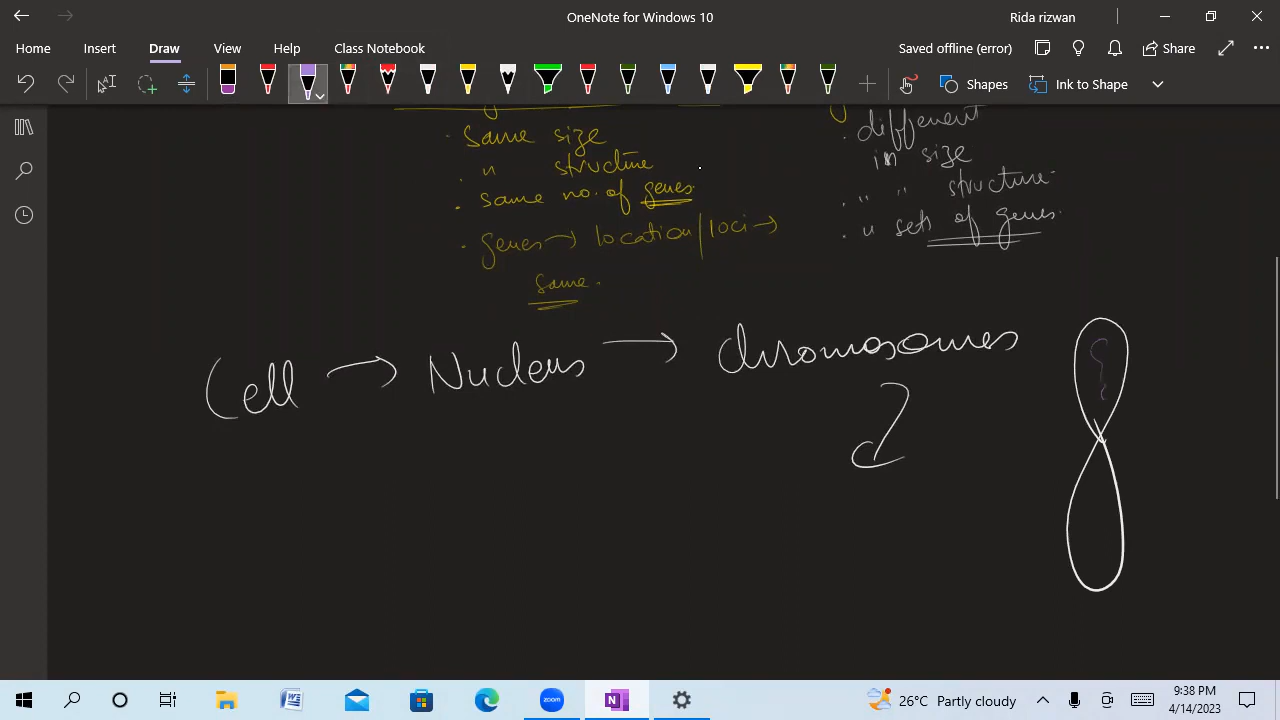 OneNote for Windows 10
Rida rizwan
Home Insert Draw View Help Class Notebook
Saved offline (error)
Share
Shapes
Ink to Shape
· same size
· " structure
· same no. of genes.
· genes → location/loci →
same.
· different
in size
· " " structure
· " sets of genes.
Cell → Nucleus → chromosomes
W
zoom
N
26°C Partly cloudy
9:38 PM
4/14/2023